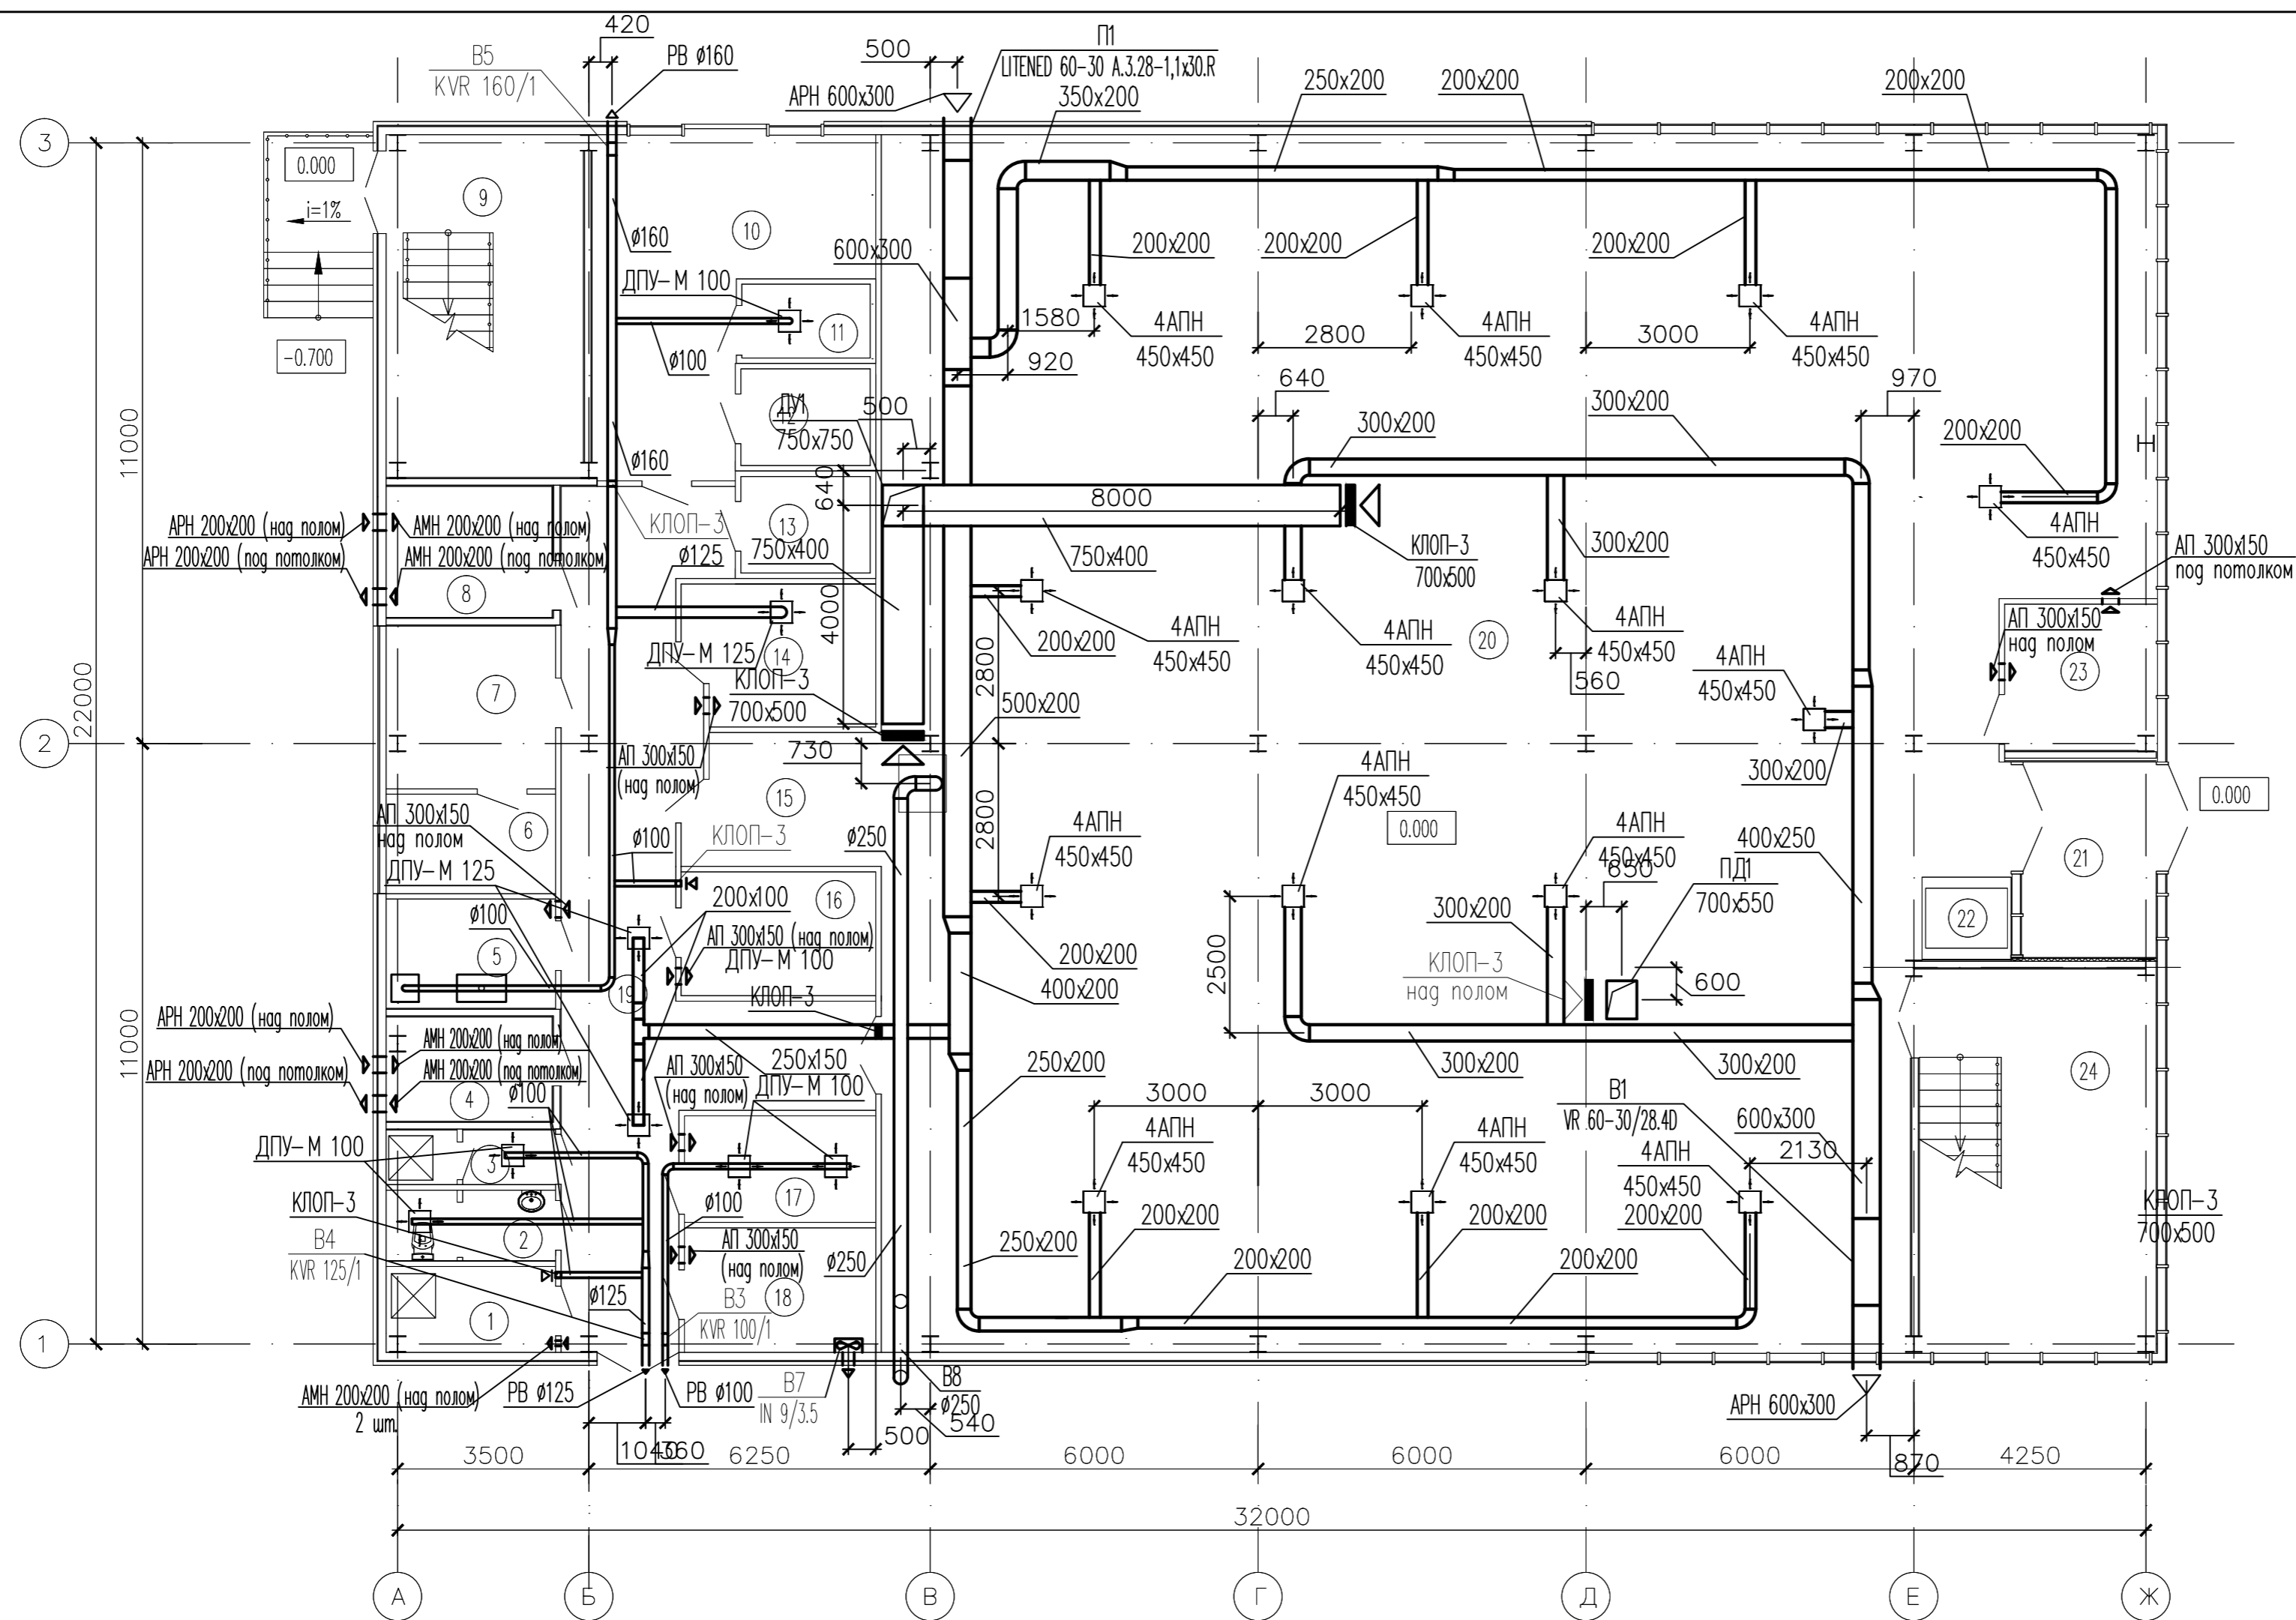 420
В5
KVR 160/1
РВ ø160
500
П1
LITENED 60-30 A.3.28-1,1x30.R
АРН 600x300
350x200
250x200
200x200
200x200
3
0.000
i=1%
-0.700
9
10
ø160
600x300
200x200
200x200
200x200
ДПУ-М 100
11
ø100
1580
920
4АПН
450x450
2800
4АПН
450x450
3000
4АПН
450x450
11000
640
970
12
ДУ1
750x750
500
300x200
300x200
200x200
ø160
640
8000
4АПН
450x450
АРН 200x200 (над полом)
АМН 200x200 (над полом)
АРН 200x200 (под потолком)
АМН 200x200 (под потолком)
КЛОП-3
13
750x400
750x400
КЛОП-3
700x500
300x200
АП 300x150
под потолком
ø125
8
4000
200x200
4АПН
450x450
4АПН
450x450
20
4АПН
450x450
АП 300x150
над полом
23
22000
7
ДПУ-М 125
14
КЛОП-3
700x500
2800
500x200
560
4АПН
450x450
2
730
АП 300x150
(над полом)
15
4АПН
450x450
300x200
0.000
АП 300x150
над полом
6
ø100
КЛОП-3
ø250
2800
4АПН
450x450
0.000
4АПН
450x450
650
400x250
21
ДПУ-М 125
ø100
200x100
16
ПД1
700x550
300x200
22
5
АП 300x150 (над полом)
ДПУ-М 100
200x200
400x200
2500
КЛОП-3
над полом
600
19
КЛОП-3
АРН 200x200 (над полом)
АМН 200x200 (над полом)
АРН 200x200 (под потолком)
АМН 200x200 (под потолком)
11000
4
ø100
АП 300x150
(над полом)
250x150
ДПУ-М 100
250x200
300x200
300x200
24
3000
3000
В1
VR 60-30/28.4D
600x300
2130
ДПУ-М 100
3
4АПН
450x450
4АПН
450x450
4АПН
450x450
КЛОП-3
17
ø100
200x200
200x200
200x200
КЛОП-3
700x500
В4
KVR 125/1
2
АП 300x150
(над полом)
ø250
250x200
200x200
200x200
ø125
В3
KVR 100/1
18
1
1
АМН 200x200 (над полом)
2 шт.
РВ ø125
РВ ø100
В7
IN 9/3.5
В8
ø250
540
500
АРН 600x300
870
3500
1040
360
6250
6000
6000
6000
4250
32000
А
Б
В
Г
Д
Е
Ж